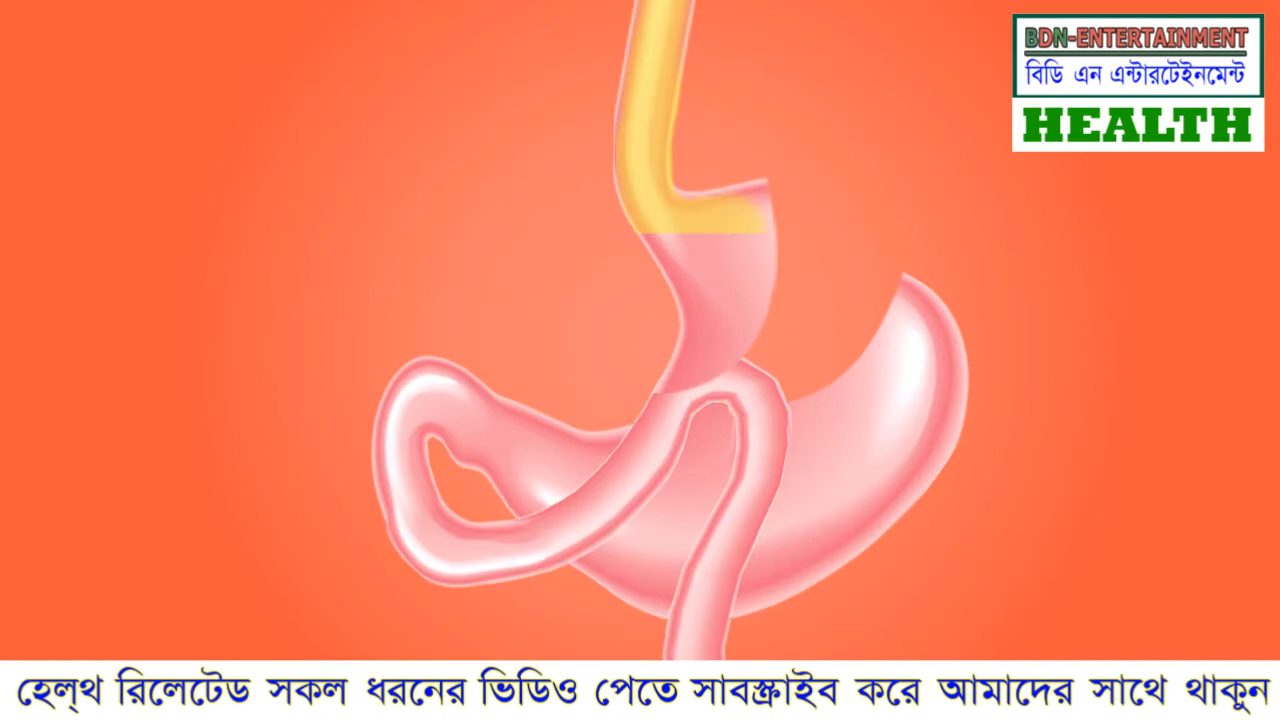 BDN-ENTERTAINMENT
বিডি এন এন্টারটেইনমেন্ট
HEALTH
হেল্‌থ রিলেটেড সকল ধরনের ভিডিও পেতে সাবস্ক্রাইব করে আমাদের সাথে থাকুন